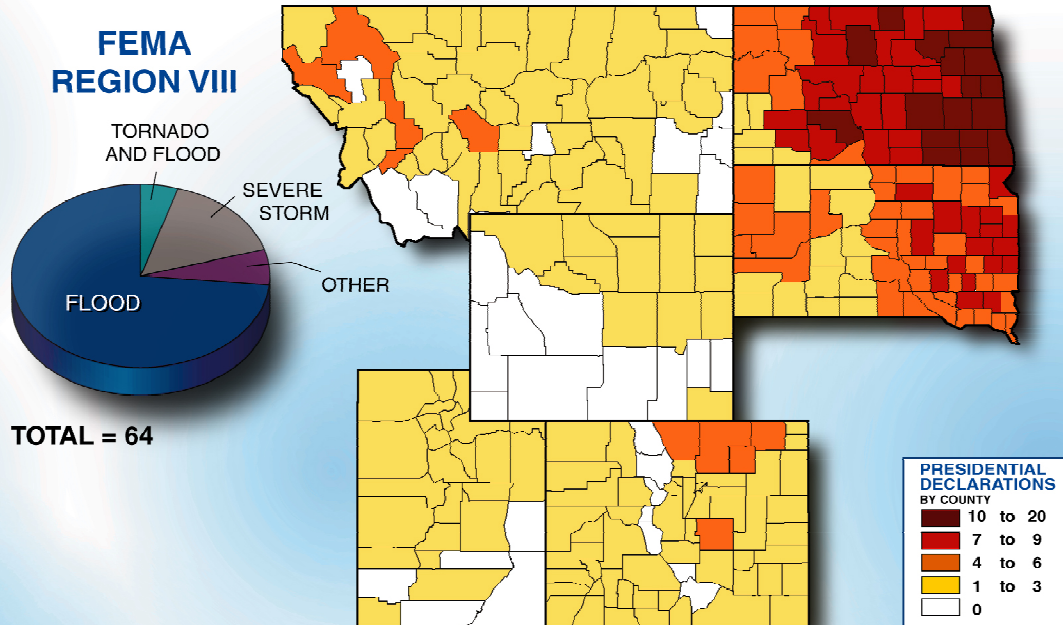 FEMA
REGION VIII
TORNADO
AND FLOOD
SEVERE
STORM
OTHER
FLOOD
TOTAL = 64
PRESIDENTIAL
DECLARATIONS
BY COUNTY
10 to 20
7 to 9
4 to 6
1 to 3
0